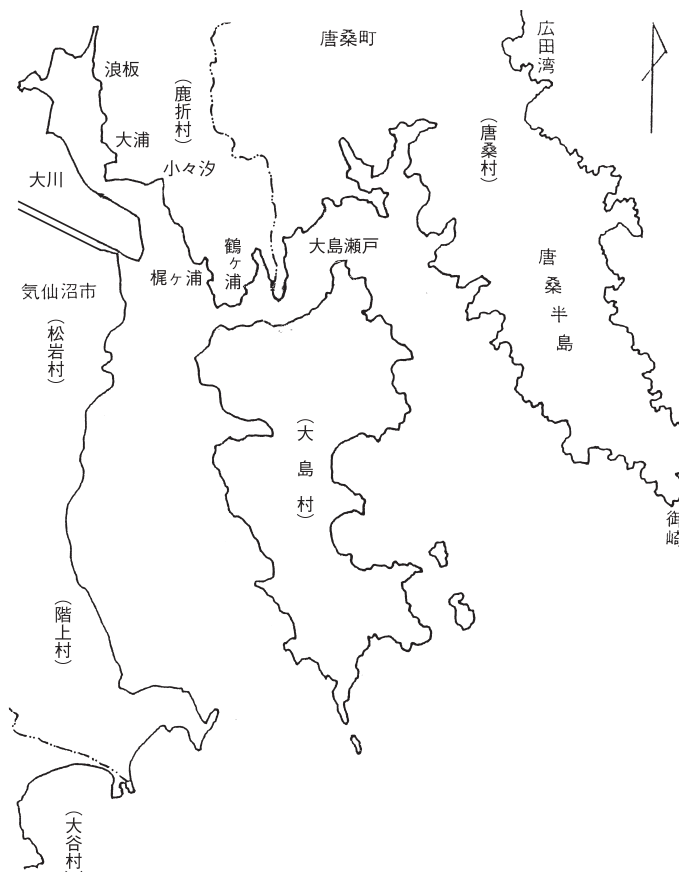 唐桑町
広田湾
浪板
（鹿折村）
（唐桑村）
大浦
小々汐
大川
鶴ヶ浦
大島瀬戸
梶ヶ浦
唐桑半島
気仙沼市
（松岩村）
（大島村）
御崎
（階上村）
（大谷村）